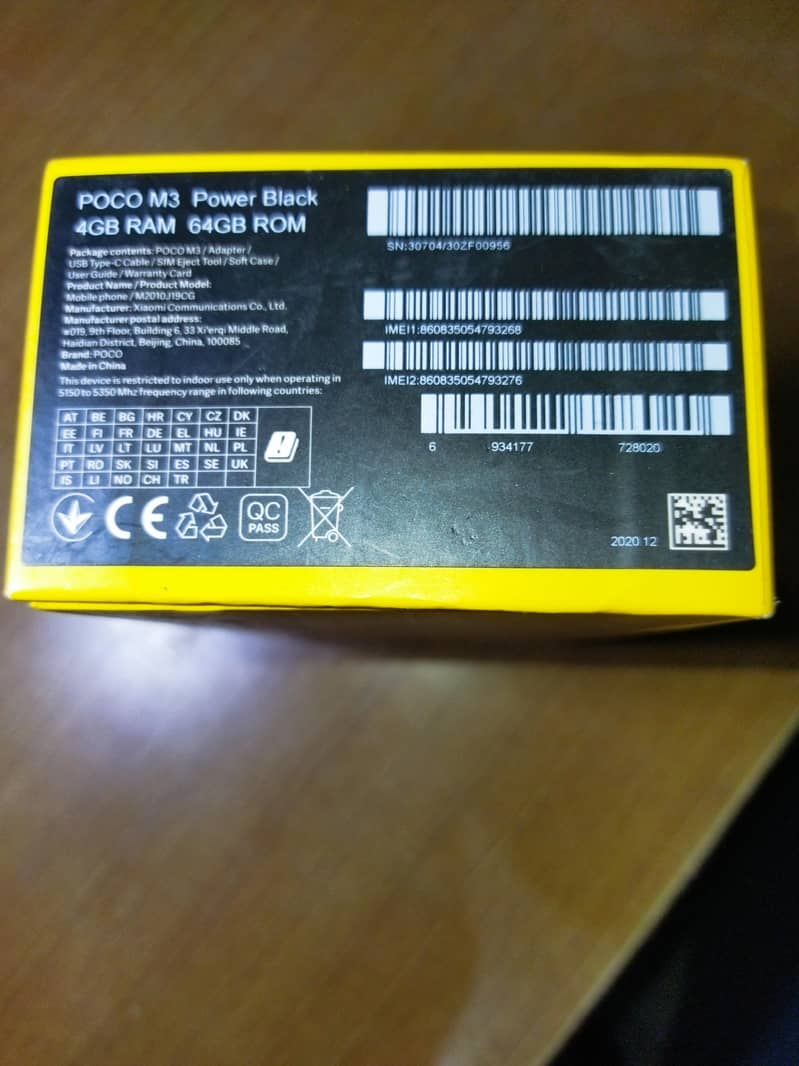 POCO M3 Power Black
4GB RAM 64GB ROM
Package contents: POCO M3 / Adapter /
USB Type-C Cable / SIM Eject Tool / Soft Case /
User Guide / Warranty Card
Product Name / Product Model:
Mobile phone / M2010J19CG
Manufacturer: Xiaomi Communications Co., Ltd.
Manufacturer postal address:
#019, 9th Floor, Building 6, 33 Xi'erqi Middle Road,
Haidian District, Beijing, China, 100085
Brand: POCO
Made in China
This device is restricted to indoor use only when operating in
5150 to 5350 Mhz frequency range in following countries:
AT BE BG HR CY CZ DK
EE FI FR DE EL HU IE
IT LV LT LU MT NL PL
PT RO SK SI ES SE UK
IS LI NO CH TR
CE
QC
PASS
SN:30704/30ZF00956
IMEI1:860835054793268
IMEI2:860835054793276
6 934177 728020
2020.12